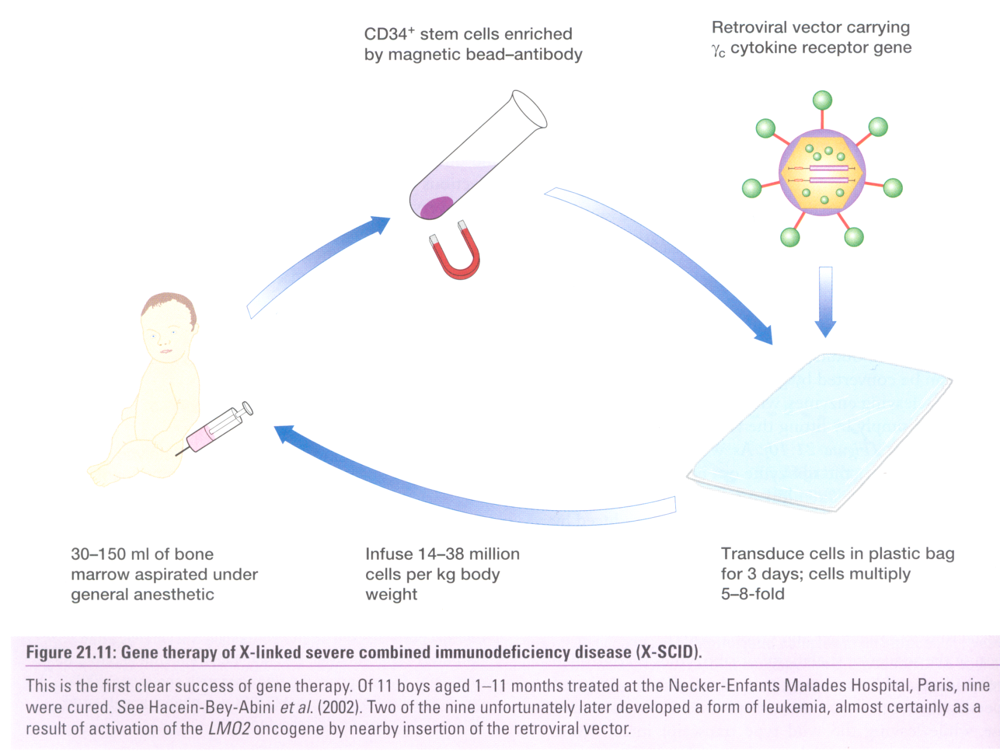 CD34⁺ stem cells enriched
by magnetic bead–antibody
Retroviral vector carrying
γc cytokine receptor gene
30–150 ml of bone
marrow aspirated under
general anesthetic
Infuse 14–38 million
cells per kg body
weight
Transduce cells in plastic bag
for 3 days; cells multiply
5–8-fold
Figure 21.11: Gene therapy of X-linked severe combined immunodeficiency disease (X-SCID).
This is the first clear success of gene therapy. Of 11 boys aged 1–11 months treated at the Necker-Enfants Malades Hospital, Paris, nine
were cured. See Hacein-Bey-Abini et al. (2002). Two of the nine unfortunately later developed a form of leukemia, almost certainly as a
result of activation of the LMO2 oncogene by nearby insertion of the retroviral vector.